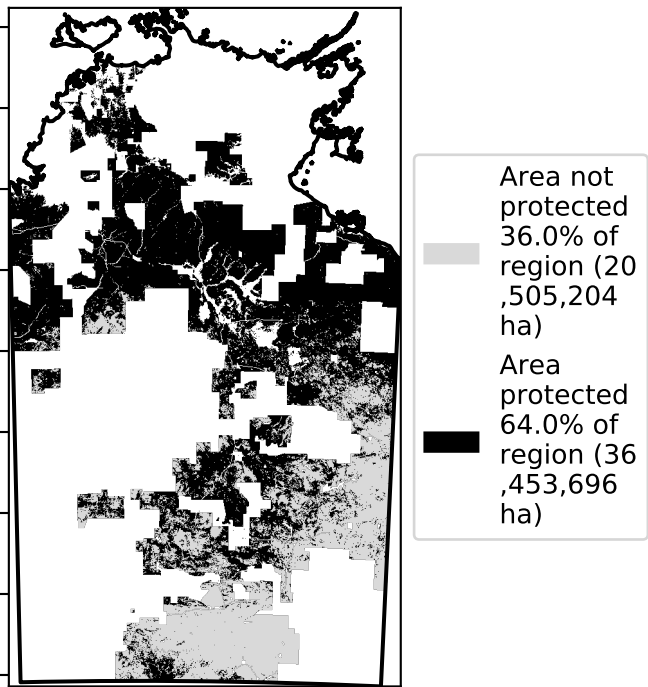 Area not
protected
36.0% of
region (20
,505,204
ha)
Area
protected
64.0% of
region (36
,453,696
ha)